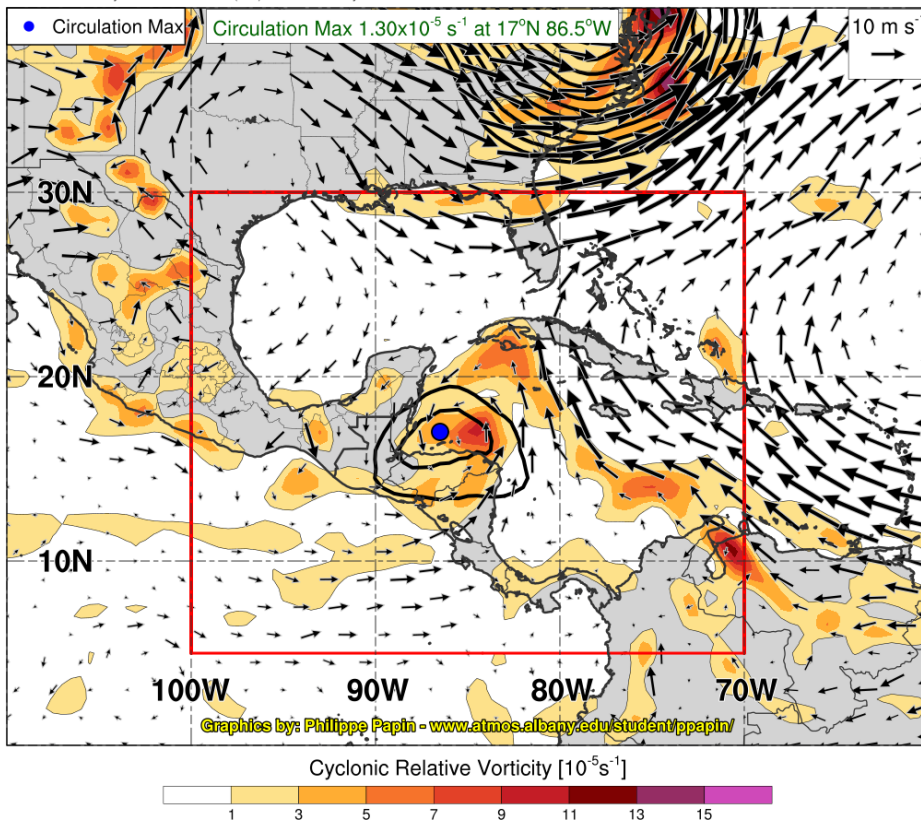 Circulation Max
Circulation Max 1.30x10⁻⁵ s⁻¹ at 17°N 86.5°W
10 m s
30N
20N
10N
100W 90W 80W 70W
Graphics by: Philippe Papin - www.atmos.albany.edu/student/ppapin/
Cyclonic Relative Vorticity [10⁻⁵s⁻¹]
1 3 5 7 9 11 13 15